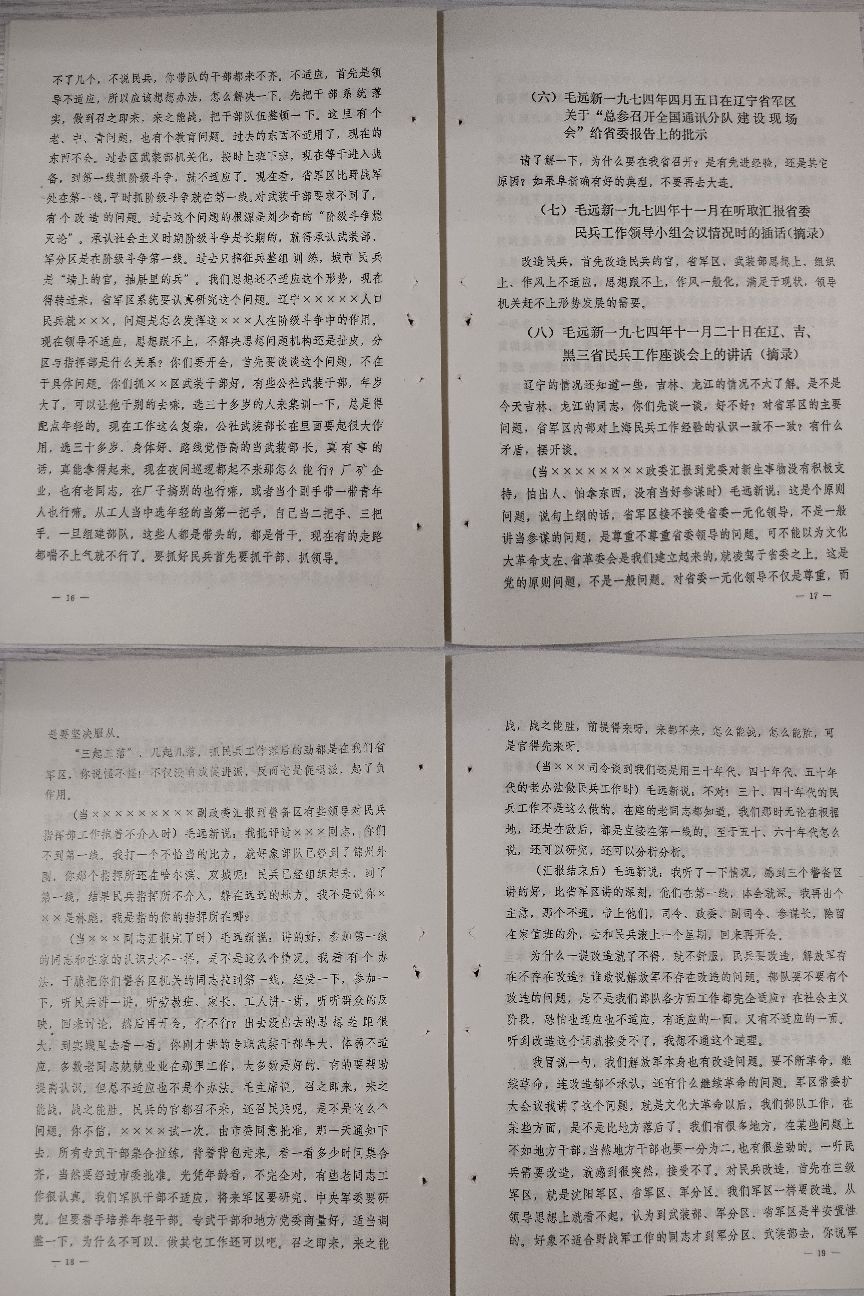 不了几个，不说民兵，你带队的干部都来不齐。不适应，首先是领
导不适应，所以应该想想办法，怎么解决一下。先把干部系统落
实，做到召之即来，来之能战，把干部队伍整顿一下。这里有个
老、中、青问题，也有个教育问题。过去的东西不适用了，现在的
东西不会。过去区武装部机关化，按时上班下班，现在等于进入战
备，到第一线抓阶级斗争，就不适应了。现在看，省军区比野战军
处在第一线，平时抓阶级斗争就在第一线。对武装干部要求不同了，
有个改造的问题。过去这个问题的根源是刘少奇的“阶级斗争熄
灭论”。承认社会主义时期阶级斗争是长期的，就得承认武装部、
军分区是在阶级斗争第一线。过去只搞征兵整组训练，城市民兵
是“墙上的官，抽屉里的兵”。我们思想还不适应这个形势，现在
得转过来，省军区系统要认真研究这个问题。辽宁×××××人口
民兵就×××，问题是怎么发挥这×××人在阶级斗争中的作用。
现在领导不适应，思想跟不上，不解决思想问题机构还是扯皮，分
区与指挥部是什么关系？你们要开会，首先要谈谈这个问题，不在
于具体问题。你们抓××区武装干部好，有些公社武装干部，年岁
大了，可以让他干别的去嘛，选三十多岁的人来集训一下，总是得
配点年轻的。现在工作这么复杂，公社武装部长在里面要起很大作
用，选三十多岁、身体好、路线觉悟高的当武装部长，真有事的
话，真能拿得起来。现在夜间巡逻都起不来那怎么能行？厂矿企
业，也有老同志，在厂子搞别的也行嘛，或者当个副手带一带青年
人也行嘛。从工人当中选年轻的当第一把手，自己当二把手、三把
手。一旦组建部队，这些人都是带头的，都是骨干。现在有的走路
都喘不上气就不行了。要抓好民兵首先要抓干部、抓领导。
— 16 —
（六）毛远新一九七四年四月五日在辽宁省军区
关于“总参召开全国通讯分队建设现场
会”给省委报告上的批示
请了解一下，为什么要在我省召开？是有先进经验，还是其它
原因？如果阜新确有好的典型，不要再去大连。
（七）毛远新一九七四年十一月在听取汇报省委
民兵工作领导小组会议情况时的插话（摘录）
改造民兵，首先改造民兵的官，省军区、武装部思想上、组织
上、作风上不适应，思想跟不上，作风一般化，满足于现状，领导
机关赶不上形势发展的需要。
（八）毛远新一九七四年十一月二十日在辽、吉、
黑三省民兵工作座谈会上的讲话（摘录）
辽宁的情况还知道一些，吉林、龙江的情况不大了解。是不是
今天吉林、龙江的同志，你们先谈一谈，好不好？对省军区的主要
问题，省军区内部对上海民兵工作经验的认识一致不一致？有什么
矛盾，摆开谈。
（当××××××××政委汇报到党委对新生事物没有积极支
持，怕出人、怕拿东西，没有当好参谋时）毛远新说：这是个原则
问题，说句上纲的话，省军区接不接受省委一元化领导，不是一般
讲当参谋的问题，是尊重不尊重省委领导的问题。可不能以为文化
大革命支左、省革委会是我们建立起来的，就凌驾于省委之上。这是
党的原则问题，不是一般问题。对省委一元化领导不仅是尊重，而
— 17 —
是要坚决服从。
“三起三落”，几起几落，抓民兵工作落后的动都是在我们省
军区，你说怪不怪！不仅没有成促进派，反而它是促退派，起了负
作用。
（当×××××××××副政委汇报到警备区有些领导对民兵
指挥部工作抱着不介入时）毛远新说：我批评过×××同志，你们
不到第一线。我打一个不恰当的比方，就好象部队已经到了锦州外
围，你那个指挥所还在哈尔滨、双城呢！民兵已经组织起来，到了
第一线，结果民兵指挥所不介入，躲在远远的地方。我不是说你×
××是林彪，我是指的你的指挥所在哪？
（当×××同志汇报完了时）毛远新说：讲的好，参加第一线
的同志和在家的认识大不一样，是不是这么个情况。我看有个办
法，干脆把你们警备区机关的同志拉到第一线，经受一下，参加一
下，听民兵讲一讲，听劳教征、家长、工人讲一讲，听听群众的反
映，回来讨论，然后再开会，行不行？出去没出去的思想差距很
大，到实践里去看一看。你刚才讲的专职武装干部年大、体弱不适
应，多数老同志兢兢业业在那里工作，大多数是好的，有的要帮助
提高认识。但总不适应也不是个办法。毛主席说，召之即来，来之
能战，战之能胜。民兵的官都召不来，还召民兵呢。是不是这么个
问题。你不信，××××试一次，由市委同意批准，那一天通知下
去，所有专武干部集合拉练，背着背包走来，看一看多少时间集合
齐，当然要经过市委批准。光凭年龄看，不完全对，有些老同志工
作很认真。我们军队干部不适应，将来军区要研究、中央军委要研
究。但要着手培养年轻干部。专武干部和地方党委商量好，适当调
整一下，为什么不可以、做其它工作还可以吧。召之即来，来之能
— 18 —
战，战之能胜，前提得来呀，来都不来，怎么能战，怎么能胜，可
是官得先来呀。
（当×××司令谈到我们还是用三十年代、四十年代、五十年
代的老办法做民兵工作时）毛远新说：不对！三十、四十年代的民
兵工作不是这么做的。在座的老同志都知道，我们那时无论在根据
地，还是在敌后，都是直接在第一线的。至于五十、六十年代怎么
说，还可以研究，还可以分析分析。
（汇报结束后）毛远新说：我听了一下情况，感到三个警备区
讲的好，比省军区讲的深刻，他们在第一线，体会就深。我再出个
主意，那个不通，带上他们，司令、政委、副司令、参谋长，除留
在家值班的外，去和民兵滚上一个星期，回来再开会。
为什么一提改造就了不得，就不舒服，民兵要改造，解放军存
在不存在改造？谁敢说解放军不存在改造的问题。部队要不要有个
改造的问题，是不是我们部队各方面工作都完全适应？在社会主义
阶段，恐怕也适应也不适应，有适应的一面，又有不适应的一面。
听到改造这个词就接受不了，我想不通这个道理。
我冒说一句，我们解放军本身也有改造问题。要不断革命，继
续革命，连改造都不承认，还有什么继续革命的问题。军区常委扩
大会议我讲了这个问题，就是文化大革命以后，我们部队工作，在
某些方面，是不是比地方落后了。我们有很多地方，在某些问题上
不如地方干部，当然地方干部也要一分为二，也有很差劲的。一听民
兵需要改造，就感到很突然，接受不了。对民兵改造，首先在三级
军区，就是沈阳军区、省军区、军分区。我们军区一样要改造。从
领导思想上就看不起，认为到武装部、军分区、省军区是半安置性
的。好象不适合野战军工作的同志才到军分区、武装部去，你说军
— 19 —